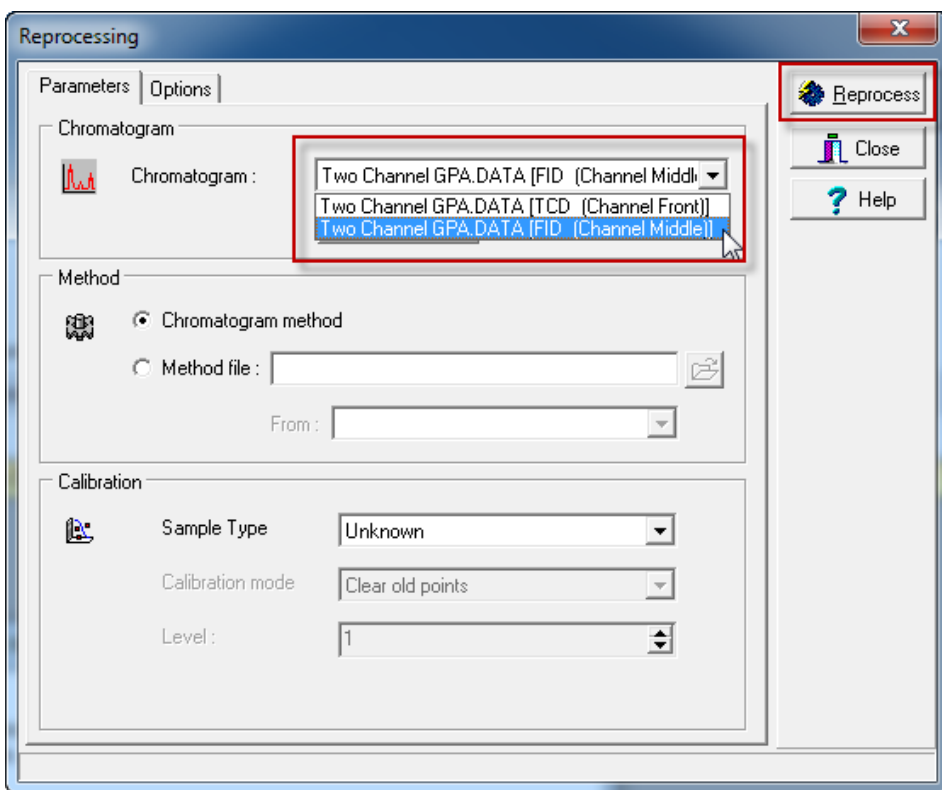 Reprocessing
Parameters
Options
Reprocess
Close
Help
Chromatogram
Chromatogram :
Two Channel GPA.DATA [FID (Channel Middl
Two Channel GPA.DATA [TCD (Channel Front)]
Two Channel GPA.DATA [FID (Channel Middle)]
Method
Chromatogram method
Method file :
From :
Calibration
Sample Type
Unknown
Calibration mode
Clear old points
Level :
1